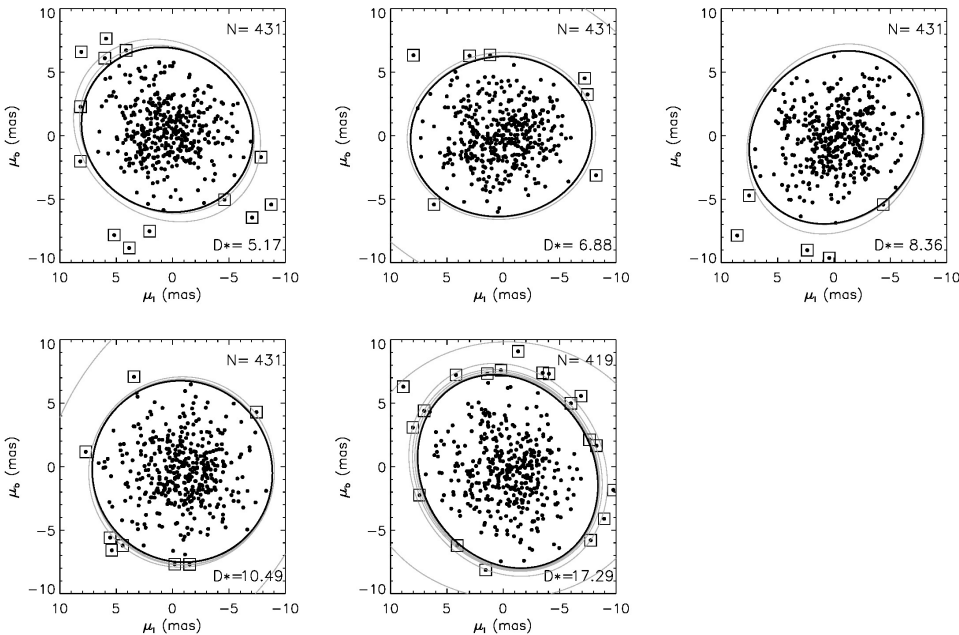 N= 431
D*= 5.17
μb (mas)
μl (mas)
10
5
0
−5
−10
10
5
0
−5
−10
N= 431
D*= 6.88
μb (mas)
μl (mas)
10
5
0
−5
−10
10
5
0
−5
−10
N= 431
D*= 8.36
μb (mas)
μl (mas)
10
5
0
−5
−10
10
5
0
−5
−10
N= 431
D*=10.49
μb (mas)
μl (mas)
10
5
0
−5
−10
10
5
0
−5
−10
N= 419
D*=17.29
μb (mas)
μl (mas)
10
5
0
−5
−10
10
5
0
−5
−10